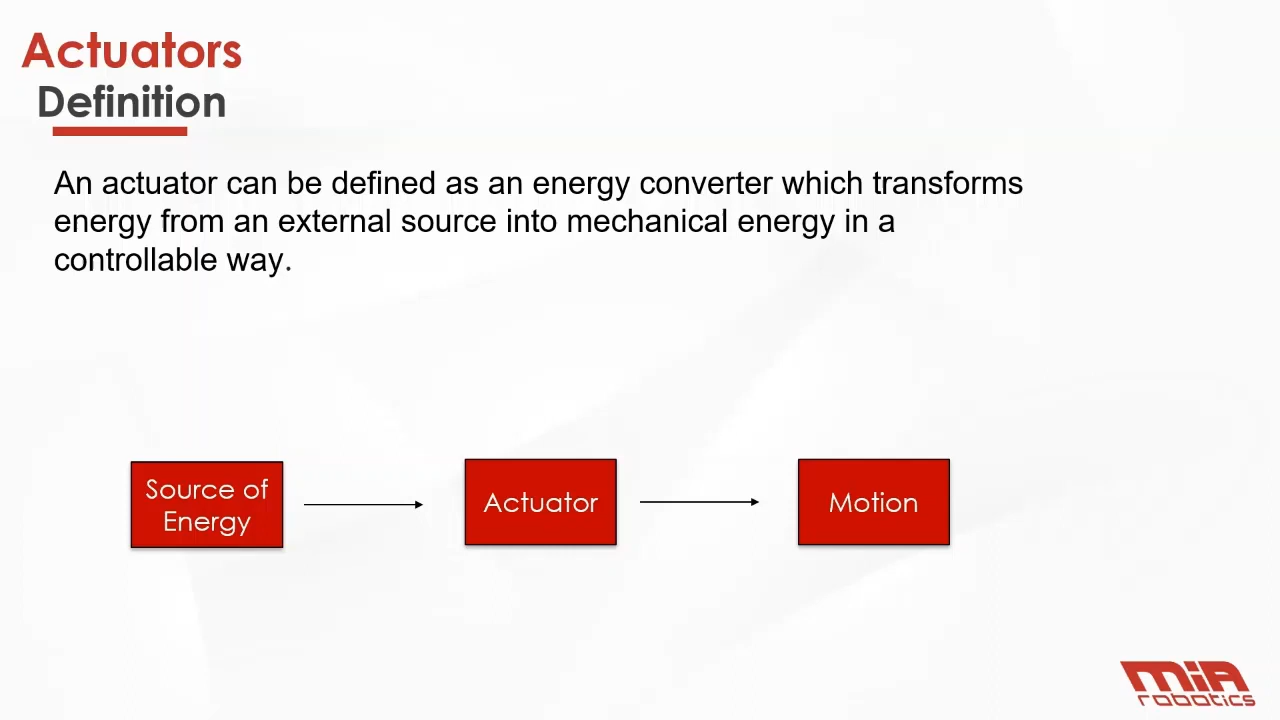 Actuators
Definition
An actuator can be defined as an energy converter which transforms
energy from an external source into mechanical energy in a
controllable way.
Source of
Energy
Actuator
Motion
MIA
robotics